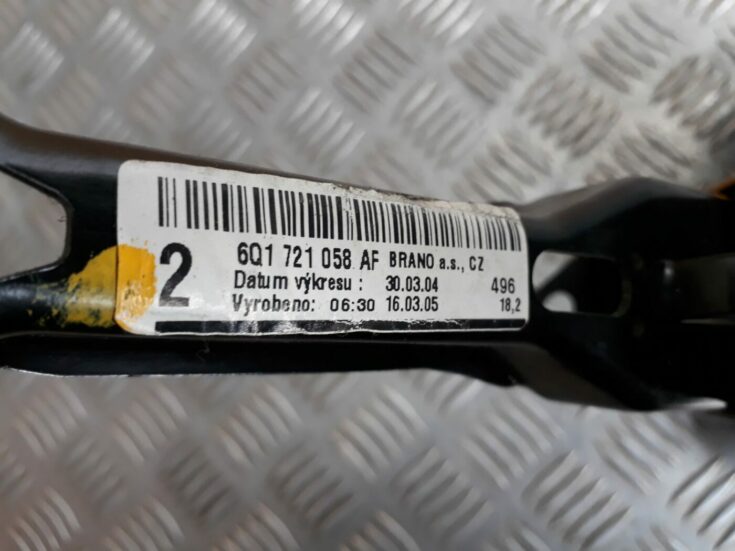 2
6Q1 721 058 AF BRANO a.s., CZ
Datum výkresu : 30.03.04 496
Vyrobeno: 06:30 16.03.05 18,2